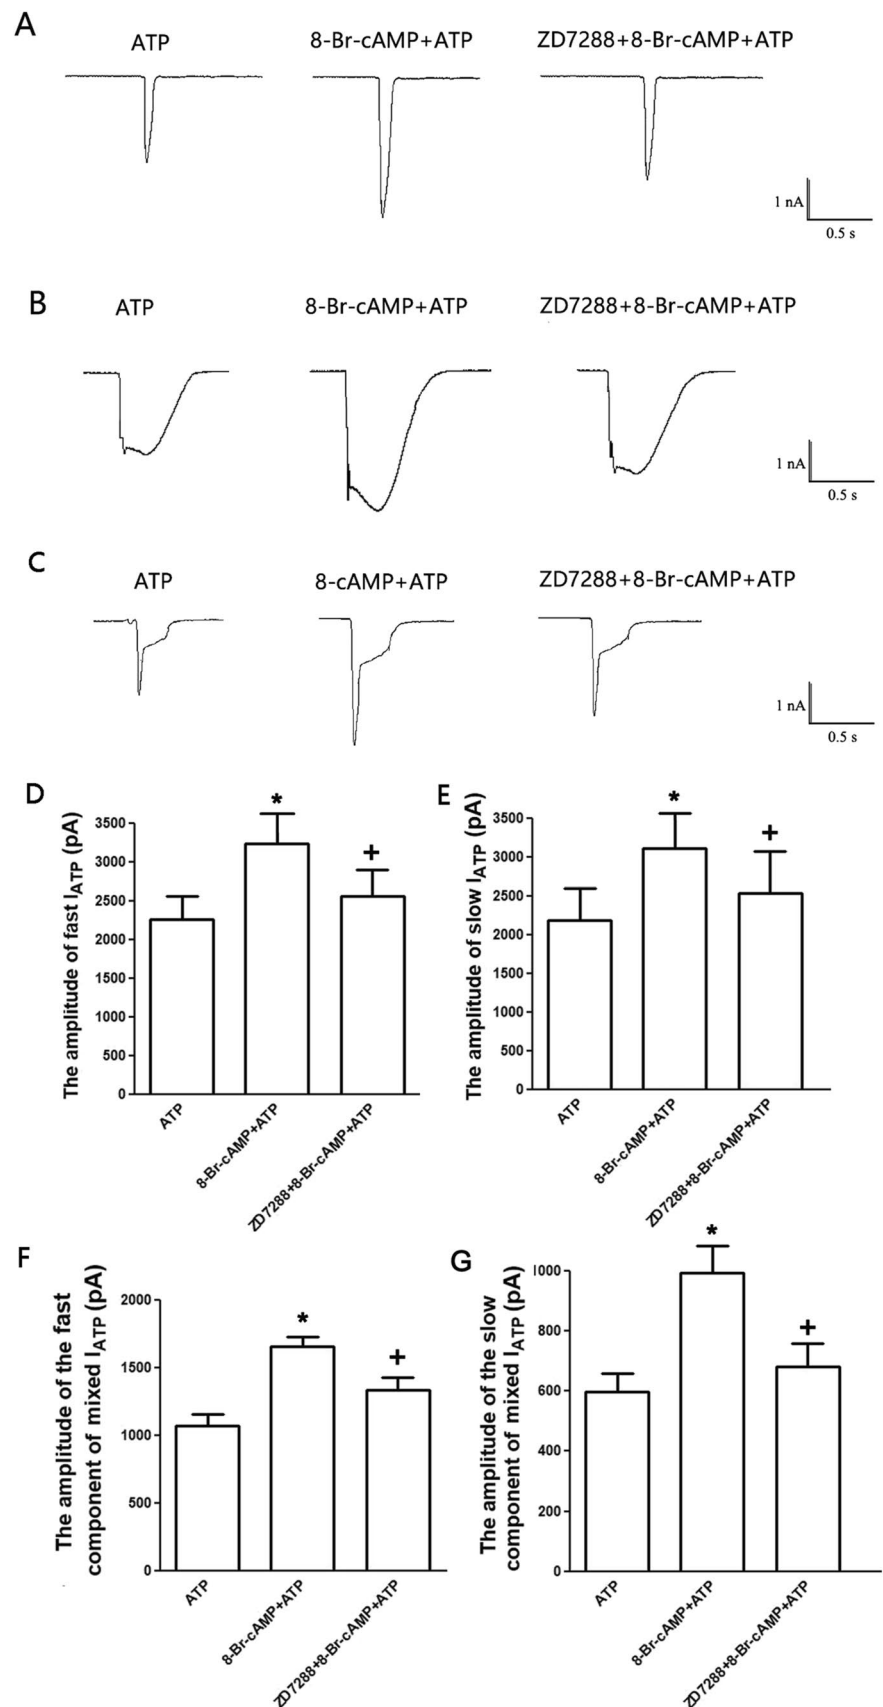 A
ATP
8-Br-cAMP+ATP
ZD7288+8-Br-cAMP+ATP
1 nA
0.5 s
B
ATP
8-Br-cAMP+ATP
ZD7288+8-Br-cAMP+ATP
1 nA
0.5 s
C
ATP
8-cAMP+ATP
ZD7288+8-Br-cAMP+ATP
1 nA
0.5 s
D
The amplitude of fast IATP (pA)
3500
3000
2500
2000
1500
1000
500
0
*
+
ATP
8-Br-cAMP+ATP
ZD7288+8-Br-cAMP+ATP
E
The amplitude of slow IATP (pA)
3500
3000
2500
2000
1500
1000
500
0
*
+
ATP
8-Br-cAMP+ATP
ZD7288+8-Br-cAMP+ATP
F
The amplitude of the fast
component of mixed IATP (pA)
2000
1500
1000
500
0
*
+
ATP
8-Br-cAMP+ATP
ZD7288+8-Br-cAMP+ATP
G
The amplitude of the slow
component of mixed IATP (pA)
1000
800
600
400
200
0
*
+
ATP
8-Br-cAMP+ATP
ZD7288+8-Br-cAMP+ATP